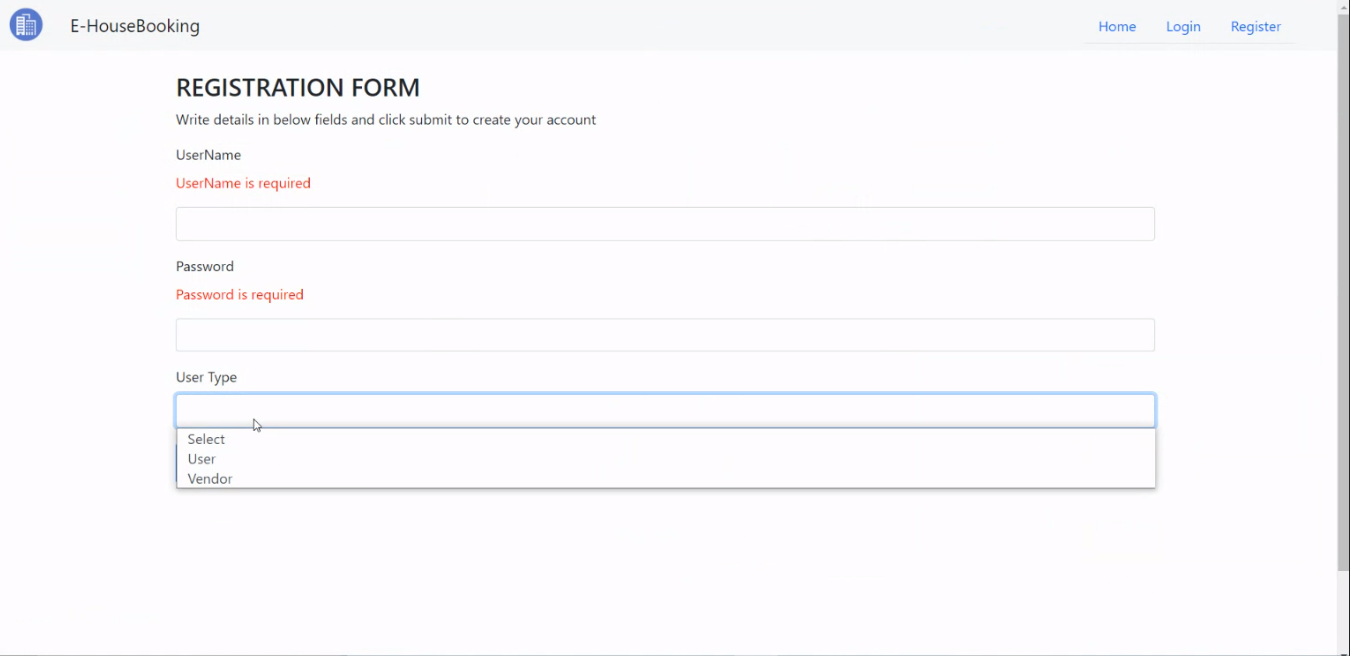 E-HouseBooking
Home Login Register
REGISTRATION FORM
Write details in below fields and click submit to create your account
UserName
UserName is required
Password
Password is required
User Type
Select
User
Vendor